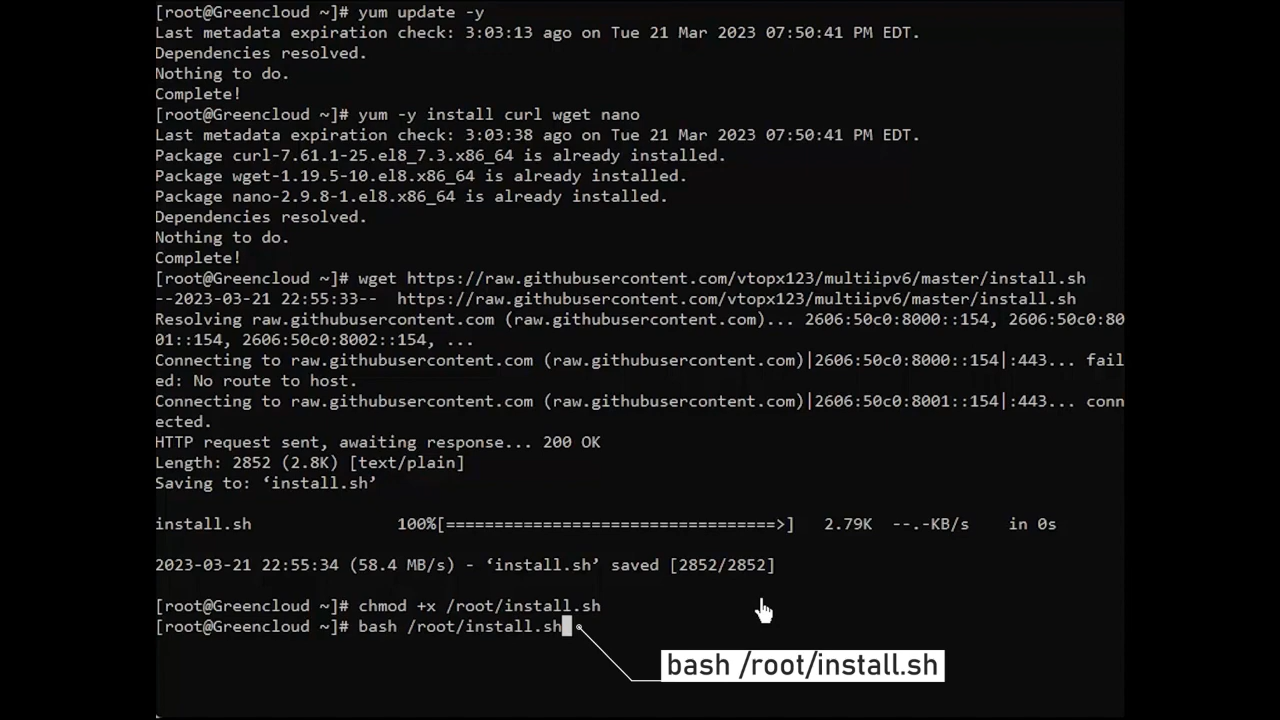 [root@Greencloud ~]# yum update -y
Last metadata expiration check: 3:03:13 ago on Tue 21 Mar 2023 07:50:41 PM EDT.
Dependencies resolved.
Nothing to do.
Complete!
[root@Greencloud ~]# yum -y install curl wget nano
Last metadata expiration check: 3:03:38 ago on Tue 21 Mar 2023 07:50:41 PM EDT.
Package curl-7.61.1-25.el8_7.3.x86_64 is already installed.
Package wget-1.19.5-10.el8.x86_64 is already installed.
Package nano-2.9.8-1.el8.x86_64 is already installed.
Dependencies resolved.
Nothing to do.
Complete!
[root@Greencloud ~]# wget https://raw.githubusercontent.com/vtopx123/multiipv6/master/install.sh
--2023-03-21 22:55:33--  https://raw.githubusercontent.com/vtopx123/multiipv6/master/install.sh
Resolving raw.githubusercontent.com (raw.githubusercontent.com)... 2606:50c0:8000::154, 2606:50c0:80
01::154, 2606:50c0:8002::154, ...
Connecting to raw.githubusercontent.com (raw.githubusercontent.com)|2606:50c0:8000::154|:443... fail
ed: No route to host.
Connecting to raw.githubusercontent.com (raw.githubusercontent.com)|2606:50c0:8001::154|:443... conn
ected.
HTTP request sent, awaiting response... 200 OK
Length: 2852 (2.8K) [text/plain]
Saving to: ‘install.sh’
install.sh 100%[==================================>] 2.79K --.-KB/s in 0s
2023-03-21 22:55:34 (58.4 MB/s) - ‘install.sh’ saved [2852/2852]
[root@Greencloud ~]# chmod +x /root/install.sh
[root@Greencloud ~]# bash /root/install.sh
bash /root/install.sh